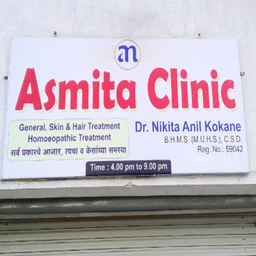 Asmita Clinic
General, Skin & Hair Treatment
Homoeopathic Treatment
सर्व प्रकारचे आजार, त्वचा व केसांच्या समस्या
Dr. Nikita Anil Kokane
B.H.M.S. (M.U.H.S.), C.S.D.
Reg. No.: 59042
Time : 4.00 pm to 9.00 pm